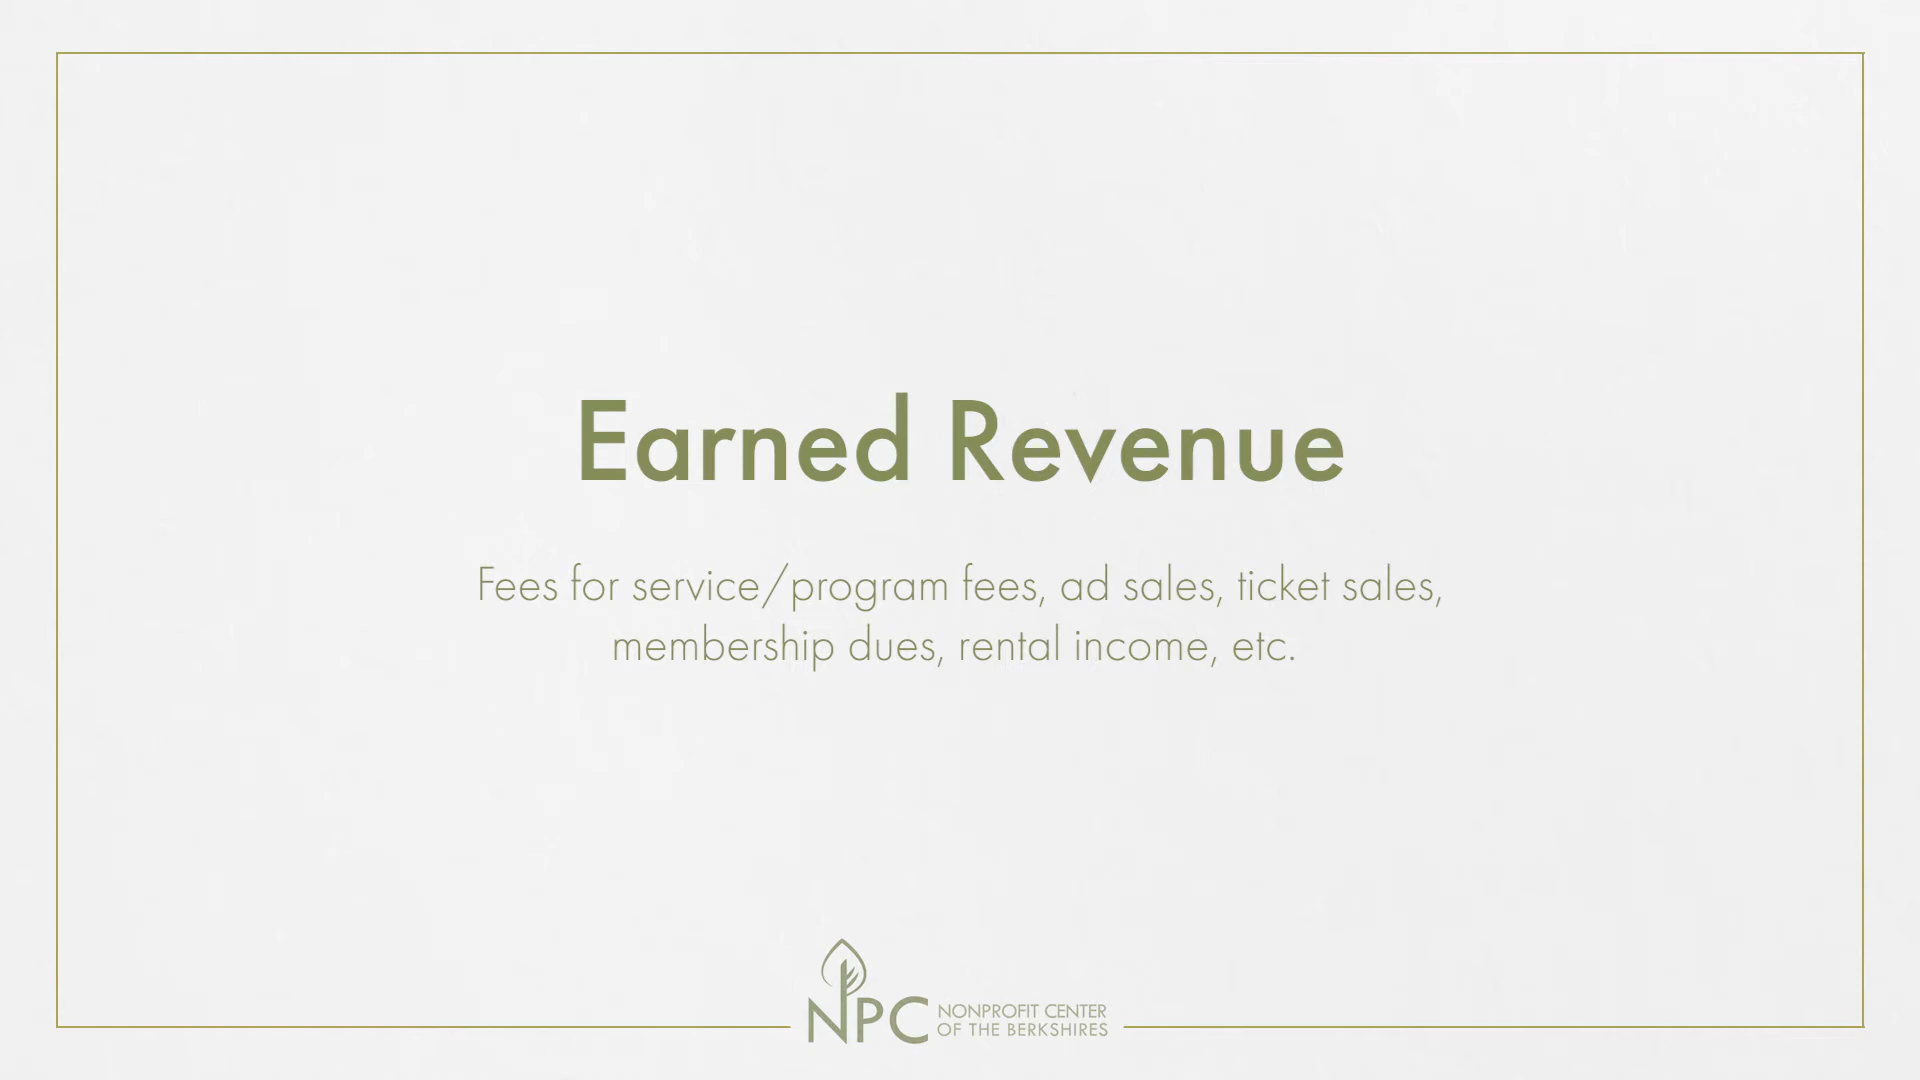 Earned Revenue
Fees for service/program fees, ad sales, ticket sales,
membership dues, rental income, etc.
NPC NONPROFIT CENTER
OF THE BERKSHIRES